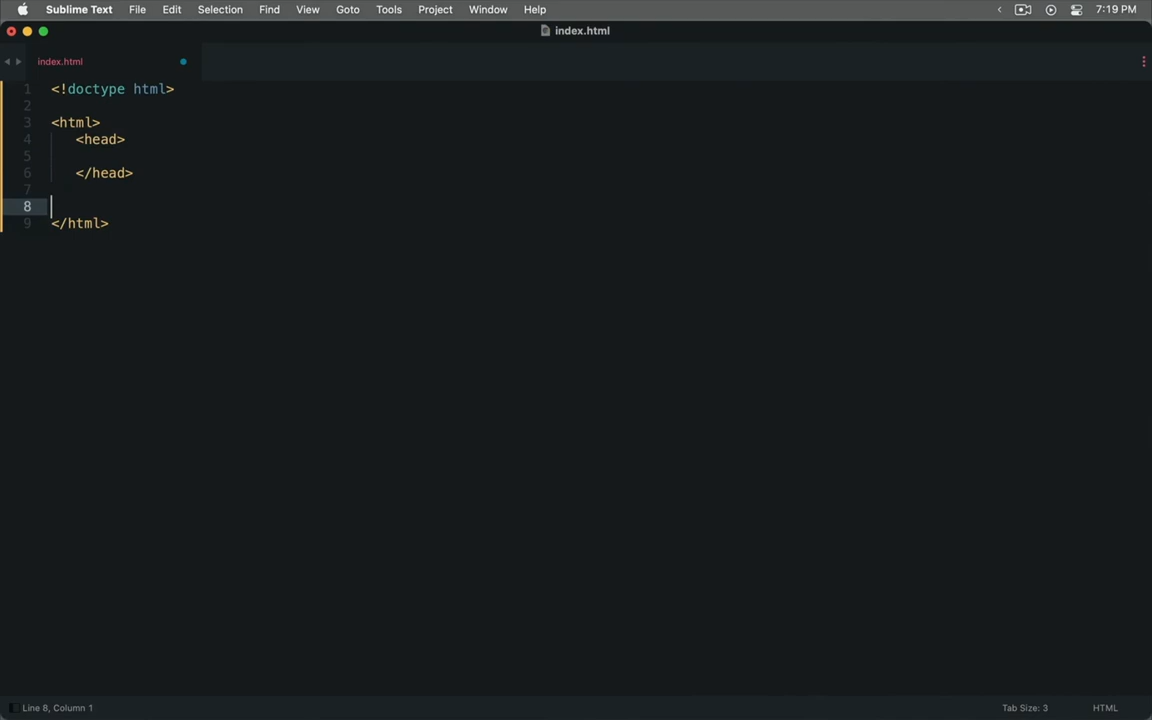 Sublime Text File Edit Selection Find View Goto Tools Project Window Help 7:19 PM
index.html
index.html
1 <!doctype html>
2
3 <html>
4 <head>
5
6 </head>
7
8
9 </html>
Line 8, Column 1 Tab Size: 3 HTML